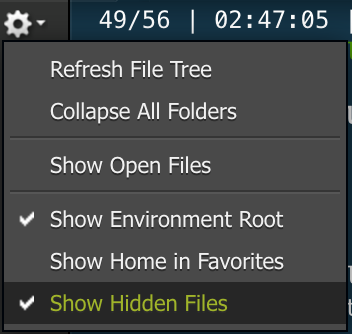 49/56 | 02:47:05
Refresh File Tree
Collapse All Folders
Show Open Files
Show Environment Root
Show Home in Favorites
Show Hidden Files